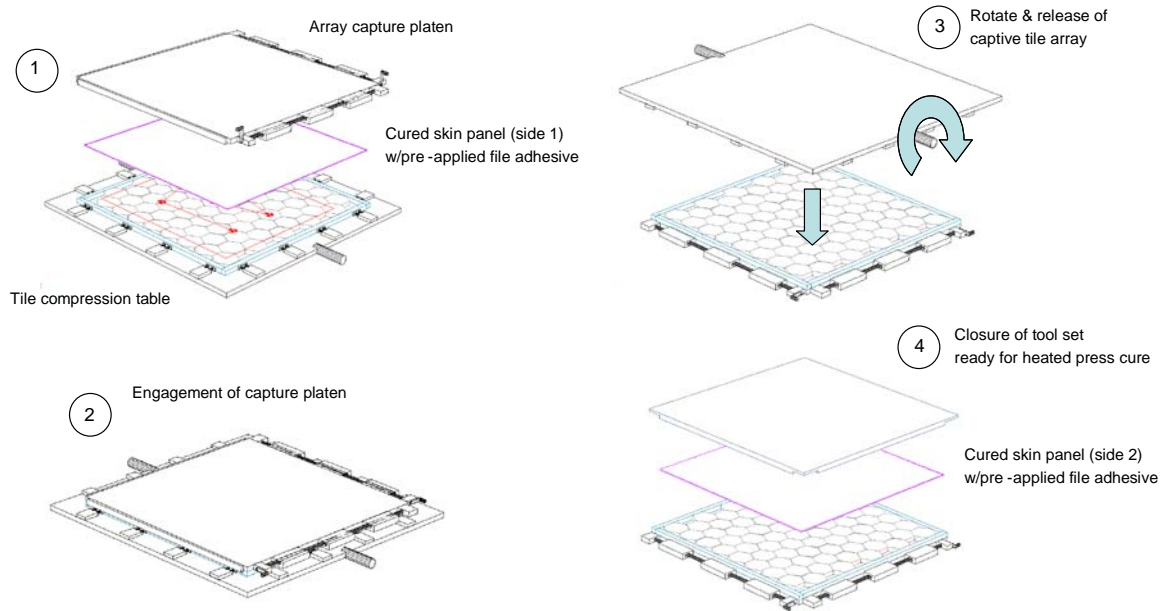 1
Array capture platen
Cured skin panel (side 1)
w/pre -applied file adhesive
Tile compression table
2
Engagement of capture platen
3
Rotate & release of
captive tile array
4
Closure of tool set
ready for heated press cure
Cured skin panel (side 2)
w/pre -applied file adhesive